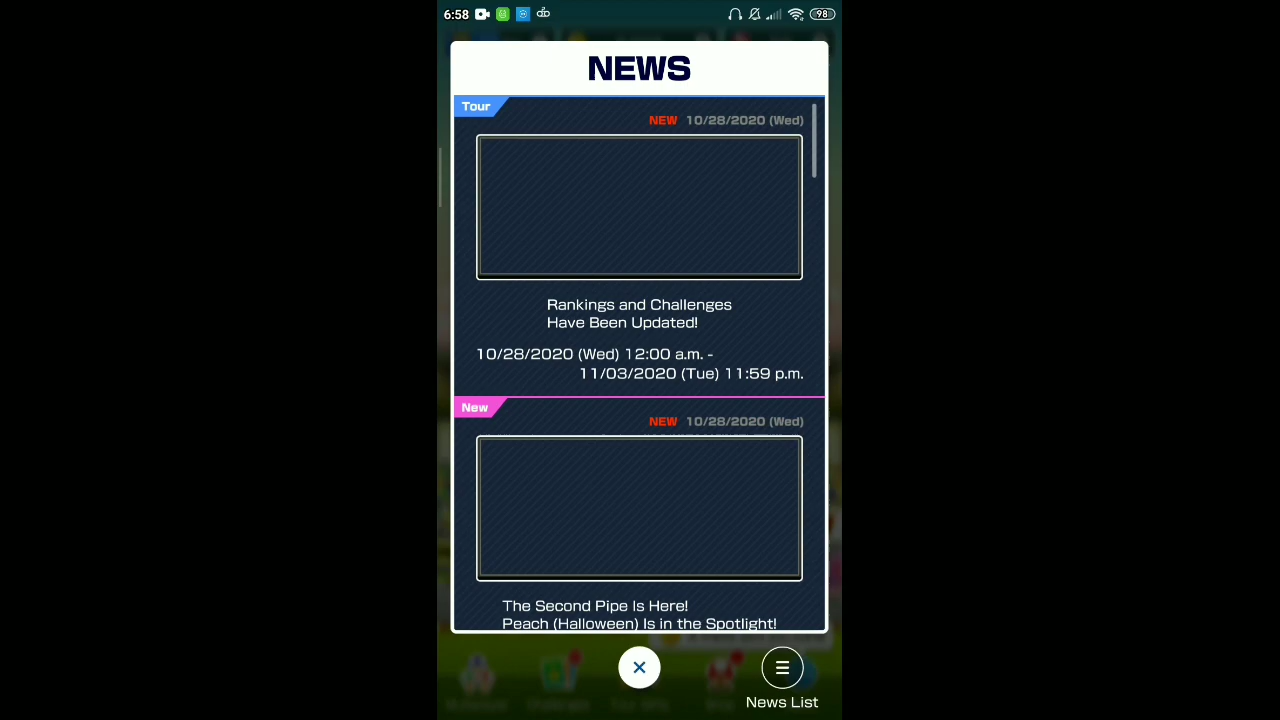 6:58
98
NEWS
Tour
NEW 10/28/2020 (Wed)
Rankings and Challenges
Have Been Updated!
10/28/2020 (Wed) 12:00 a.m. -
11/03/2020 (Tue) 11:59 p.m.
New
NEW 10/28/2020 (Wed)
The Second Pipe Is Here!
Peach (Halloween) Is in the Spotlight!
News List